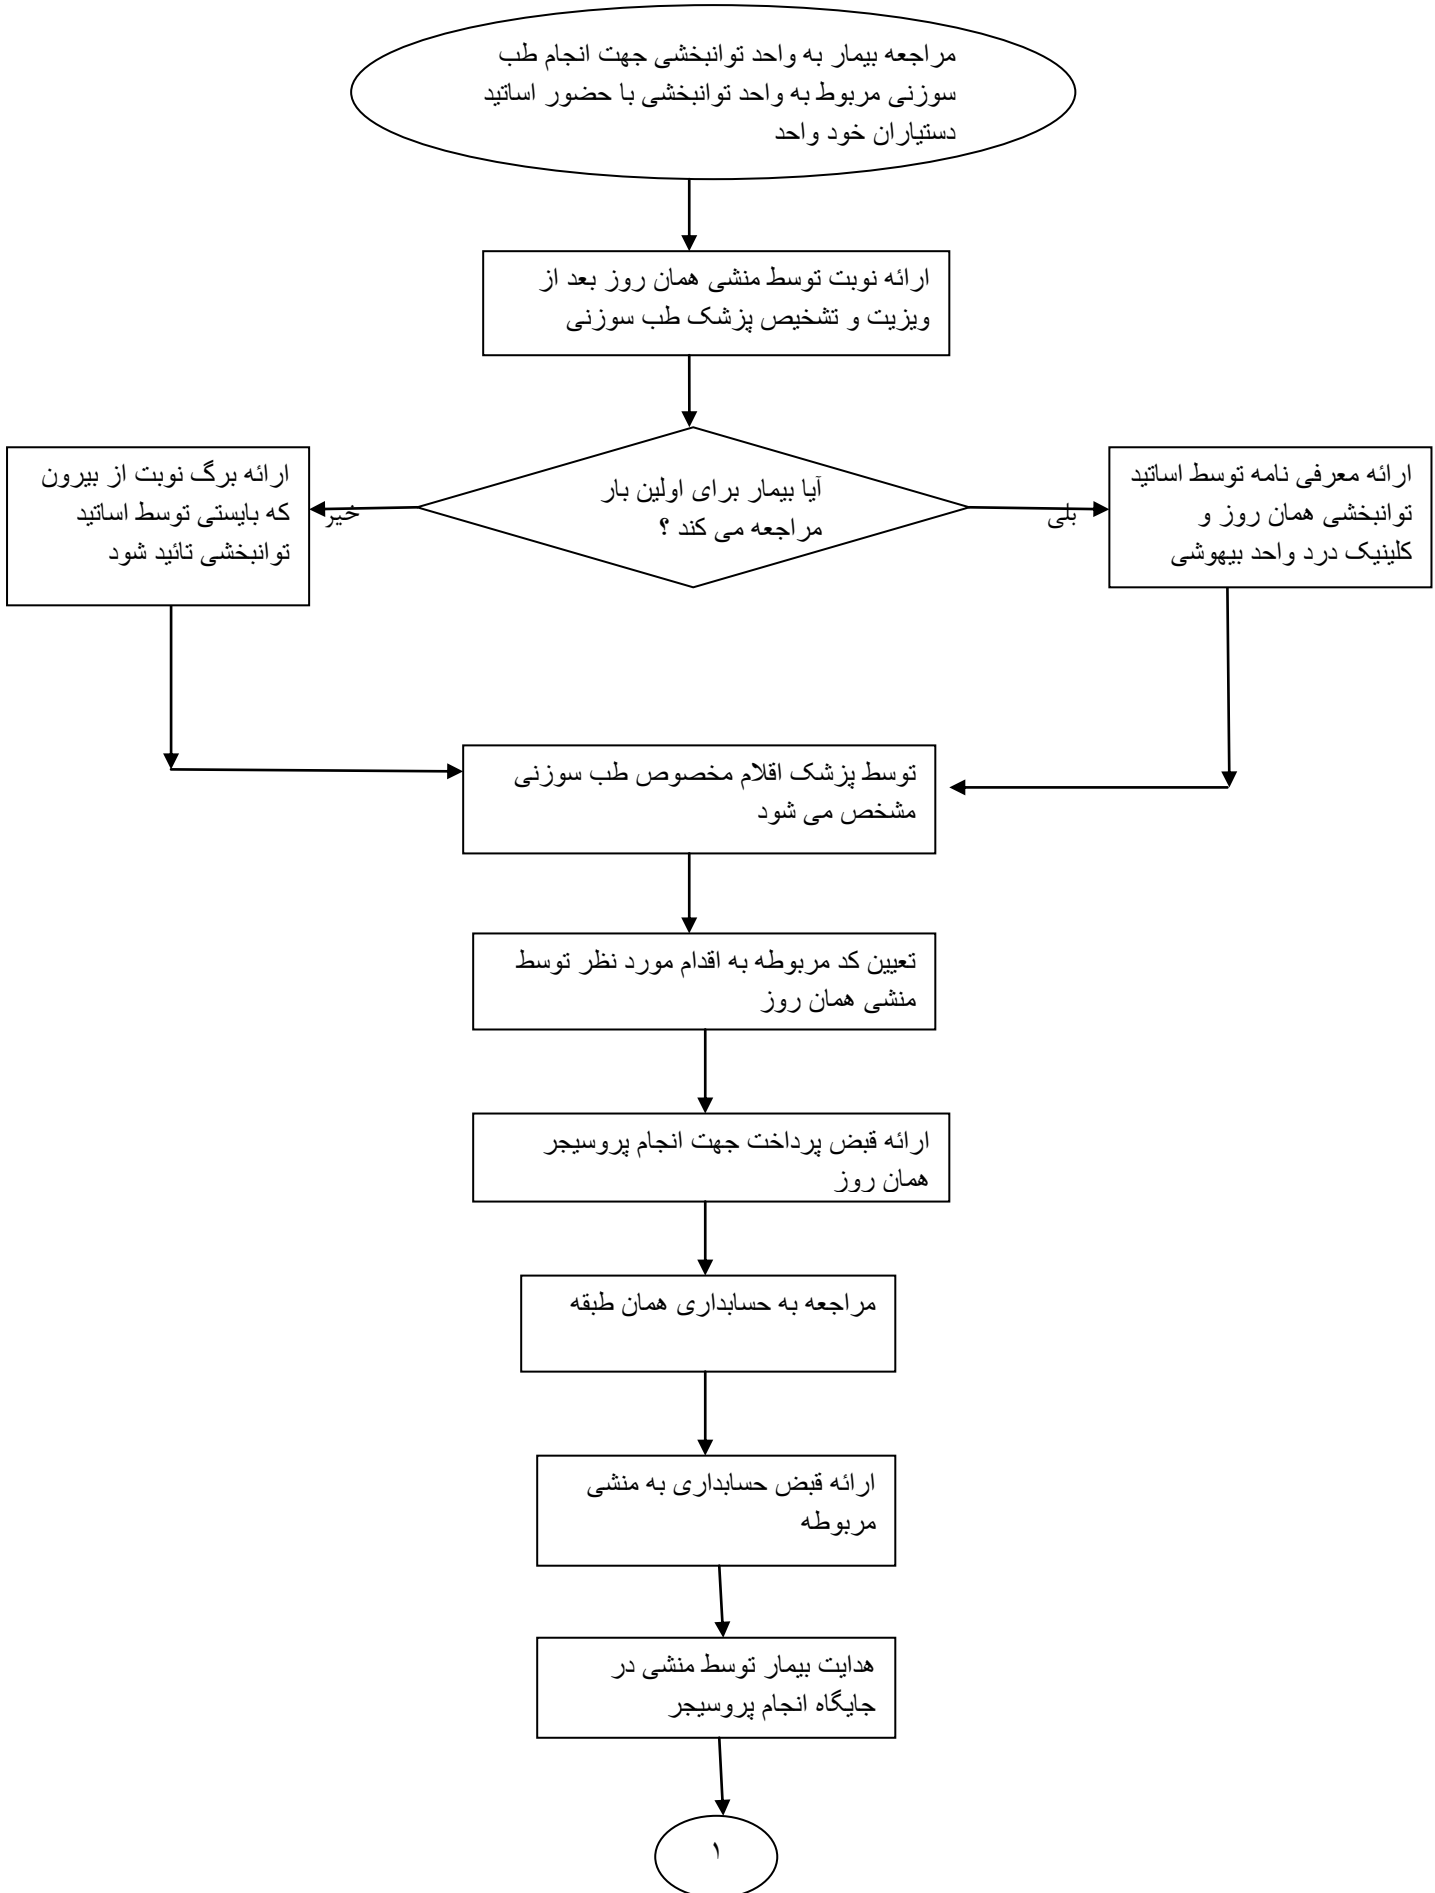 مراجعه بیمار به واحد توانبخشی جهت انجام طب
سوزنی مربوط به واحد توانبخشی با حضور اساتید
دستیاران خود واحد
ارائه نوبت توسط منشی همان روز بعد از
ویزیت و تشخیص پزشک طب سوزنی
آیا بیمار برای اولین بار
مراجعه می کند ؟
بلی
خیر
ارائه معرفی نامه توسط اساتید
توانبخشی همان روز و
کلینیک درد واحد بیهوشی
ارائه برگ نوبت از بیرون
که بایستی توسط اساتید
توانبخشی تائید شود
توسط پزشک اقلام مخصوص طب سوزنی
مشخص می شود
تعیین کد مربوطه به اقدام مورد نظر توسط
منشی همان روز
ارائه قبض پرداخت جهت انجام پروسیجر
همان روز
مراجعه به حسابداری همان طبقه
ارائه قبض حسابداری به منشی
مربوطه
هدایت بیمار توسط منشی در
جایگاه انجام پروسیجر
۱